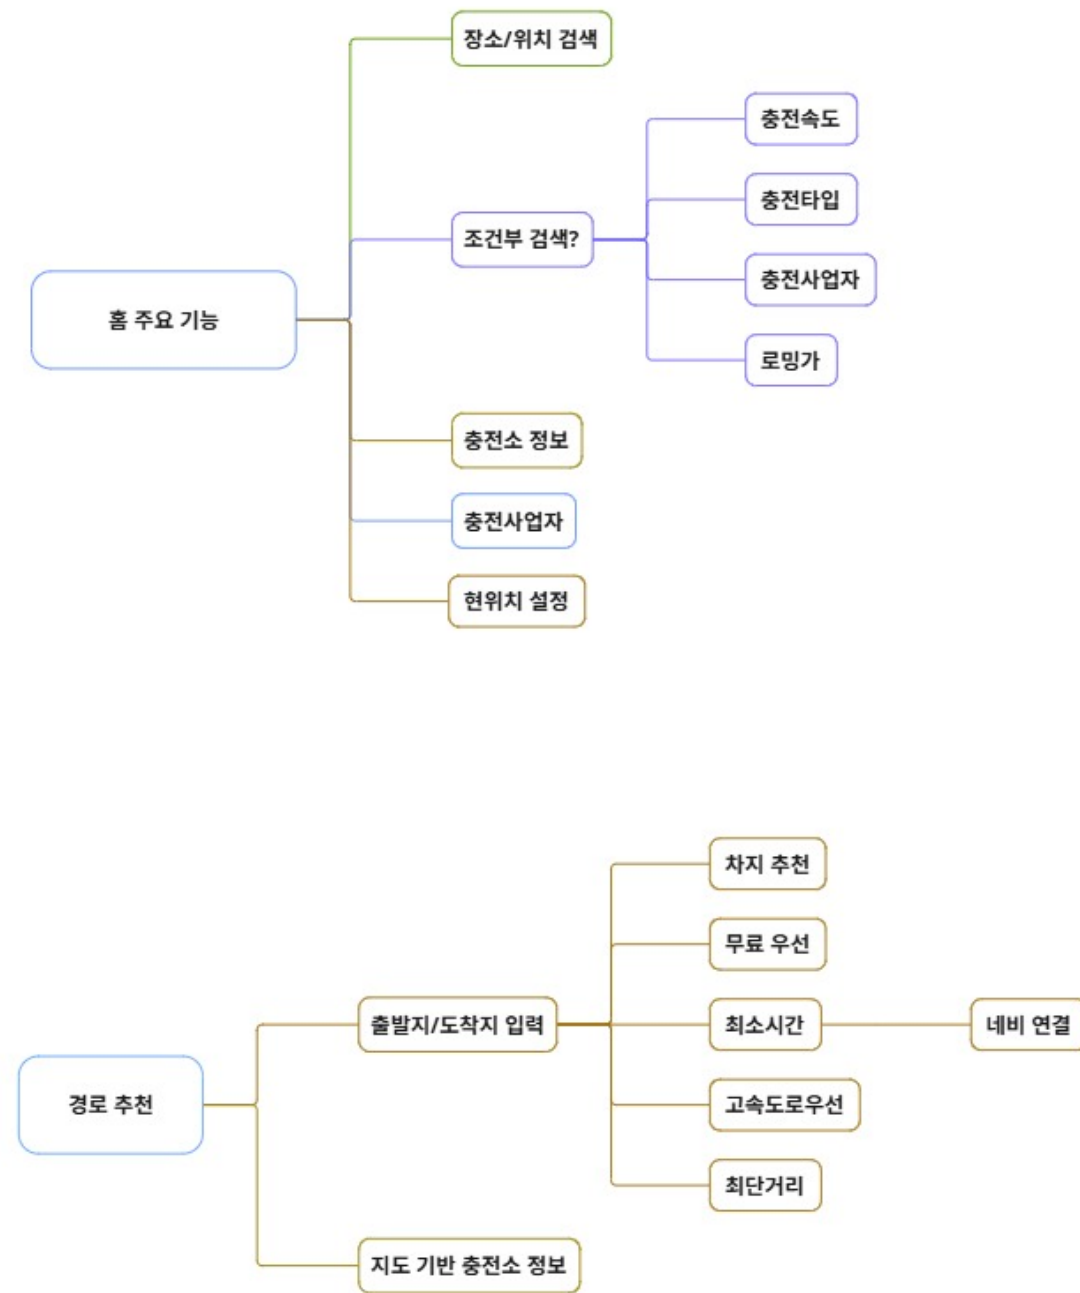 장소/위치 검색
충전속도
충전타입
조건부 검색?
충전사업자
홈 주요 기능
로밍가
충전소 정보
충전사업자
현위치 설정
차지 추천
무료 우선
출발지/도착지 입력
최소시간
네비 연결
경로 추천
고속도로우선
최단거리
지도 기반 충전소 정보